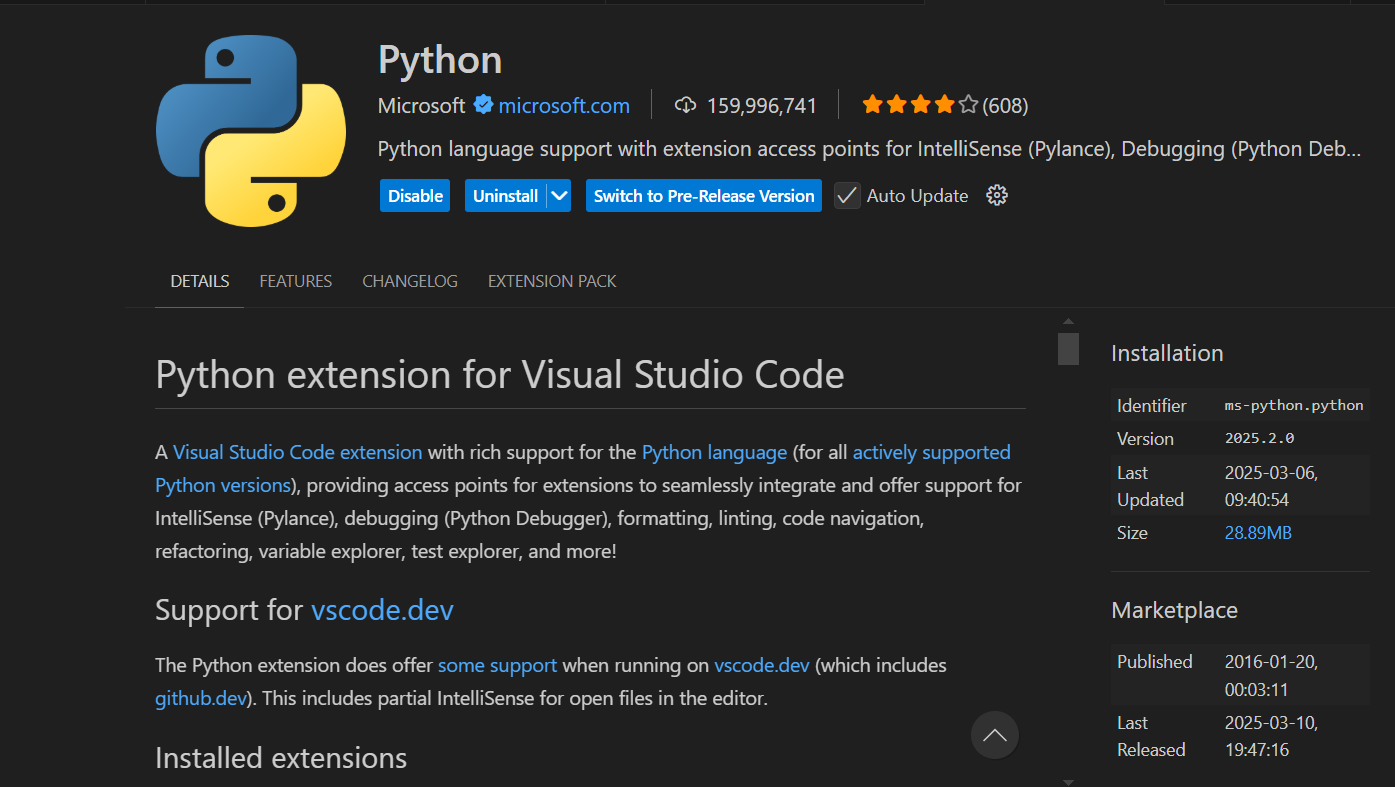 Python
Microsoft microsoft.com 159,996,741 (608)
Python language support with extension access points for IntelliSense (Pylance), Debugging (Python Deb...
Disable Uninstall Switch to Pre-Release Version Auto Update
DETAILS FEATURES CHANGELOG EXTENSION PACK
Python extension for Visual Studio Code
A Visual Studio Code extension with rich support for the Python language (for all actively supported
Python versions), providing access points for extensions to seamlessly integrate and offer support for
IntelliSense (Pylance), debugging (Python Debugger), formatting, linting, code navigation,
refactoring, variable explorer, test explorer, and more!
Support for vscode.dev
The Python extension does offer some support when running on vscode.dev (which includes
github.dev). This includes partial IntelliSense for open files in the editor.
Installed extensions
Installation
Identifier ms-python.python
Version 2025.2.0
Last 2025-03-06,
Updated 09:40:54
Size 28.89MB
Marketplace
Published 2016-01-20,
00:03:11
Last 2025-03-10,
Released 19:47:16